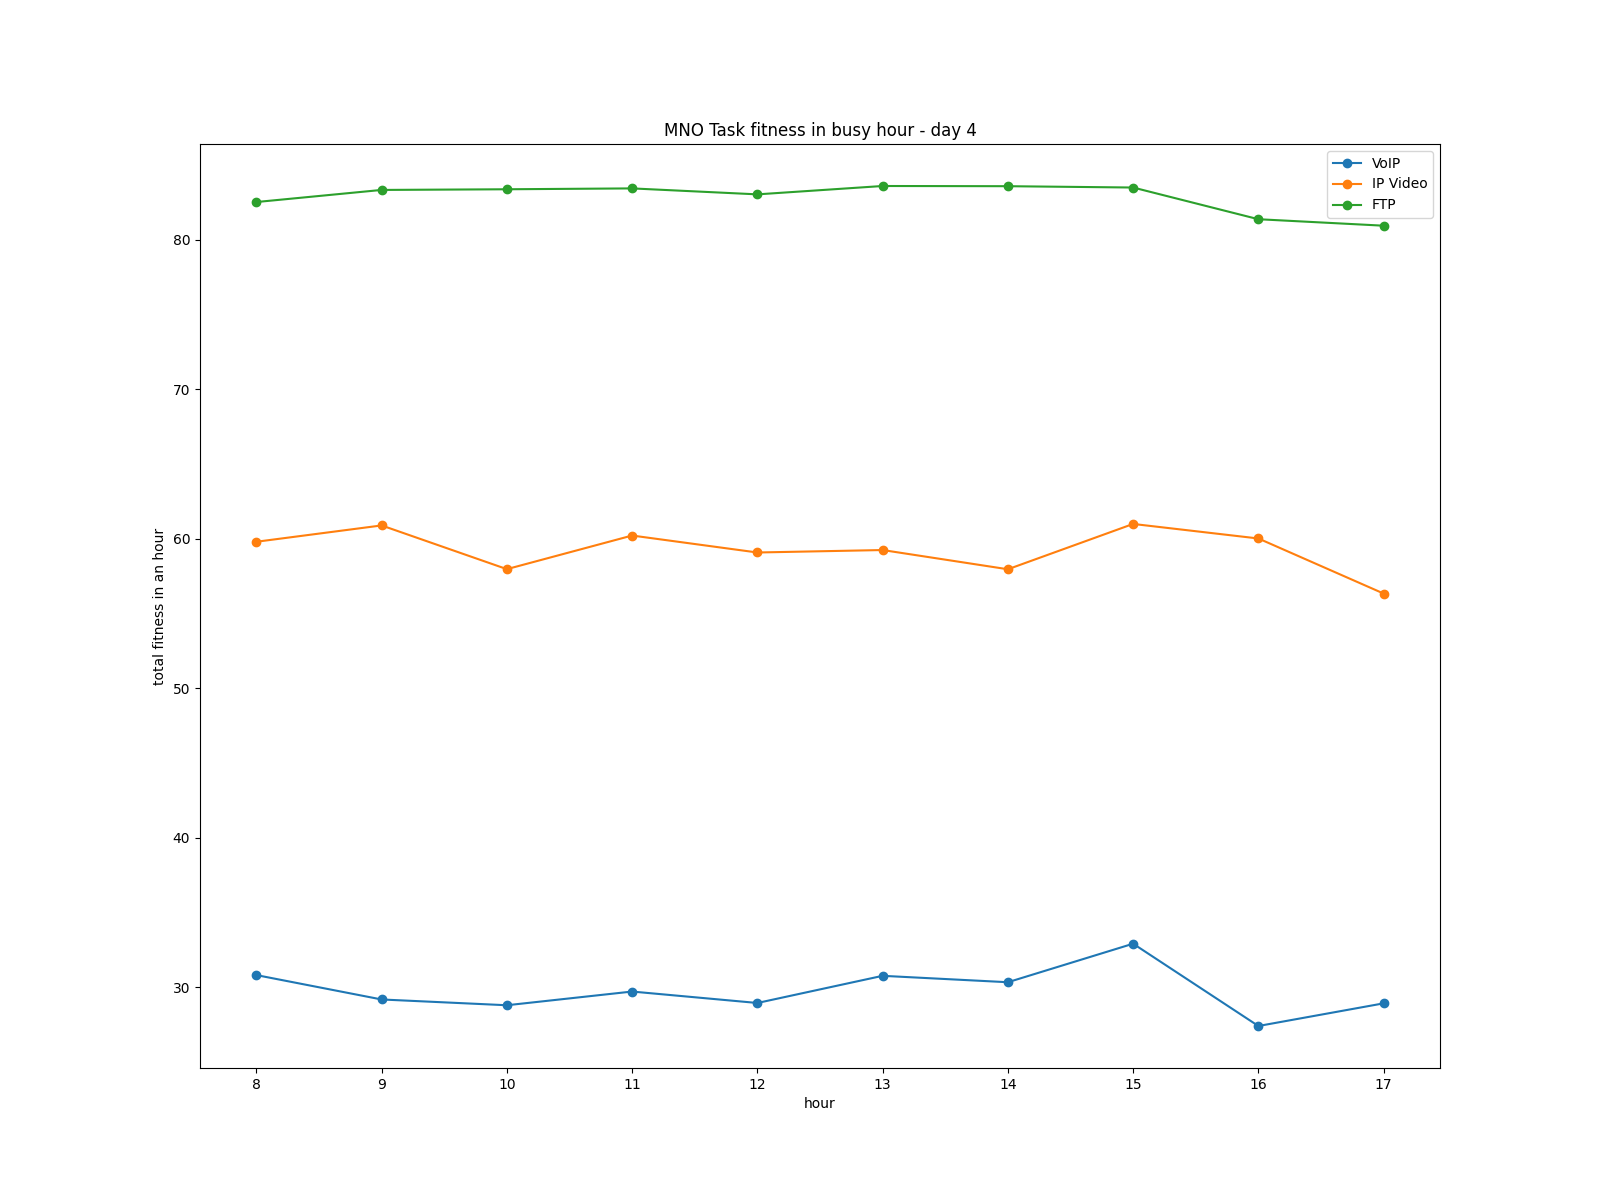 MNO Task fitness in busy hour - day 4
VoIP
IP Video
FTP
total fitness in an hour
80
70
60
50
40
30
8 9 10 11 12 13 14 15 16 17
hour